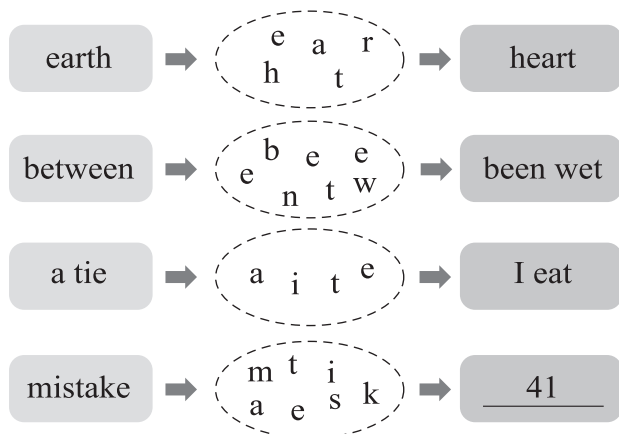 earth
e a r
h t
heart
between
b e e
e n t w
been wet
a tie
a i t e
I eat
mistake
m t i
a e s k
41